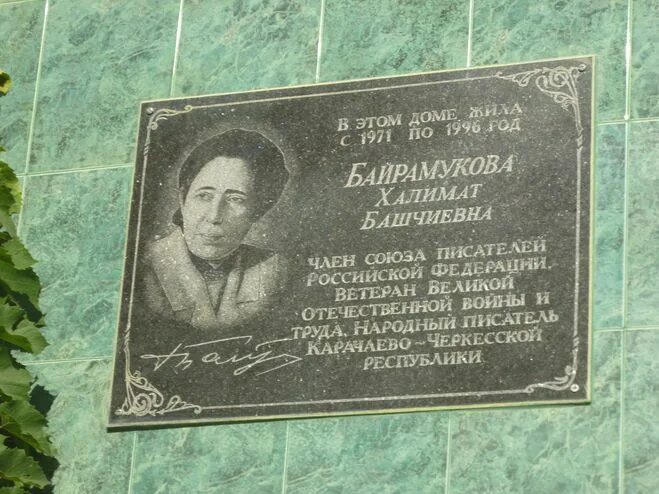 В ЭТОМ ДОМЕ ЖИЛА
С 1971 ПО 1996 ГОД
БАЙРАМУКОВА
ХАЛИМАТ
БАШЧИЕВНА
ЧЛЕН СОЮЗА ПИСАТЕЛЕЙ
РОССИЙСКОЙ ФЕДЕРАЦИИ,
ВЕТЕРАН ВЕЛИКОЙ
ОТЕЧЕСТВЕННОЙ ВОЙНЫ И
ТРУДА, НАРОДНЫЙ ПИСАТЕЛЬ
КАРАЧАЕВО-ЧЕРКЕССКОЙ
РЕСПУБЛИКИ